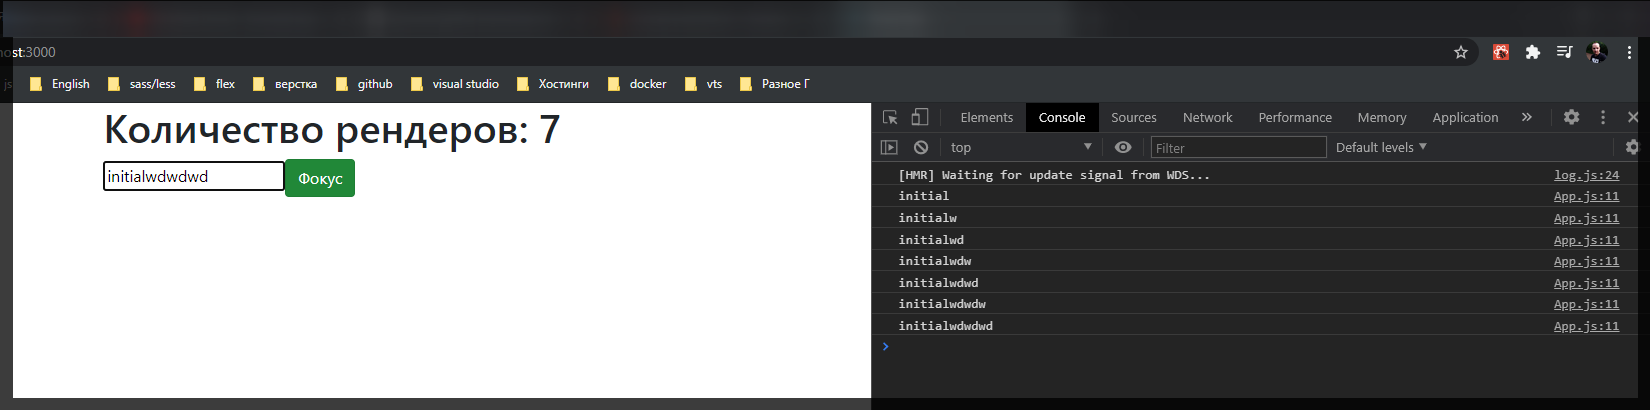 host:3000
js English sass/less flex верстка github visual studio Хостинги docker vts Разное Г
Количество рендеров: 7
initialwdwdwd Фокус
Elements Console Sources Network Performance Memory Application »
top Filter Default levels
[HMR] Waiting for update signal from WDS... log.js:24
initial App.js:11
initialw App.js:11
initialwd App.js:11
initialwdw App.js:11
initialwdwd App.js:11
initialwdwdw App.js:11
initialwdwdwd App.js:11